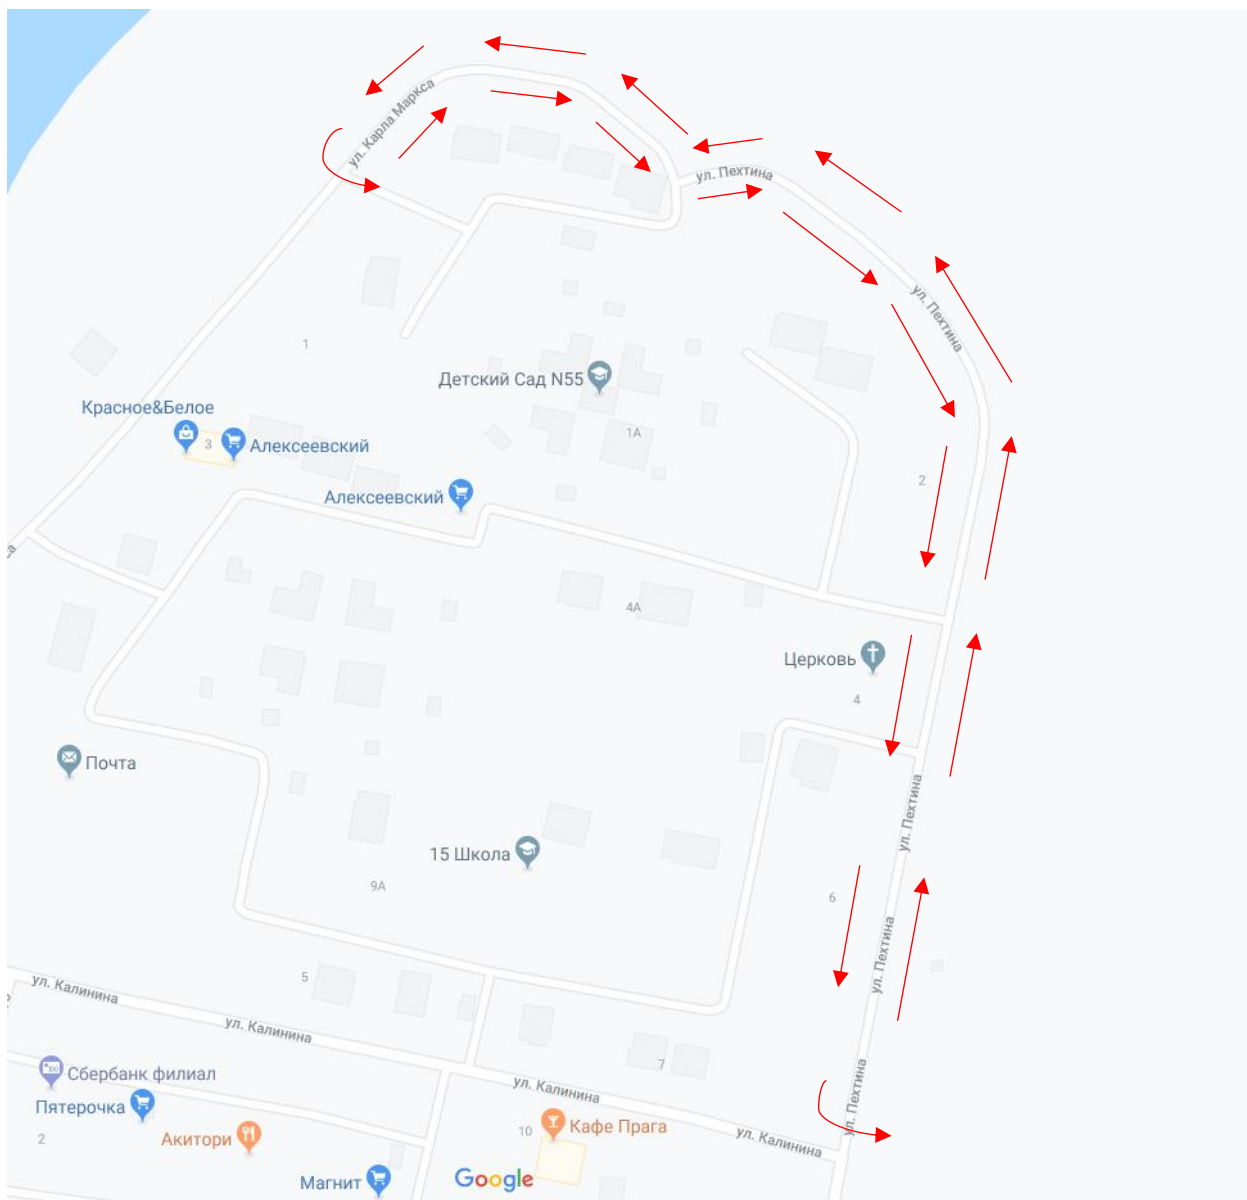 ул. Карла Маркса
ул. Пехтина
ул. Пехтина
1
Детский Сад N55
Красное&Белое
3
Алексеевский
1А
2
Алексеевский
4А
Церковь
4
Почта
ул. Пехтина
15 Школа
9А
6
ул. Пехтина
5
ул. Калинина
ул. Калинина
7
Сбербанк филиал
ул. Калинина
ул. Пехтина
Пятерочка
2
Акитори
10
Кафе Прага
ул. Калинина
Магнит
Google